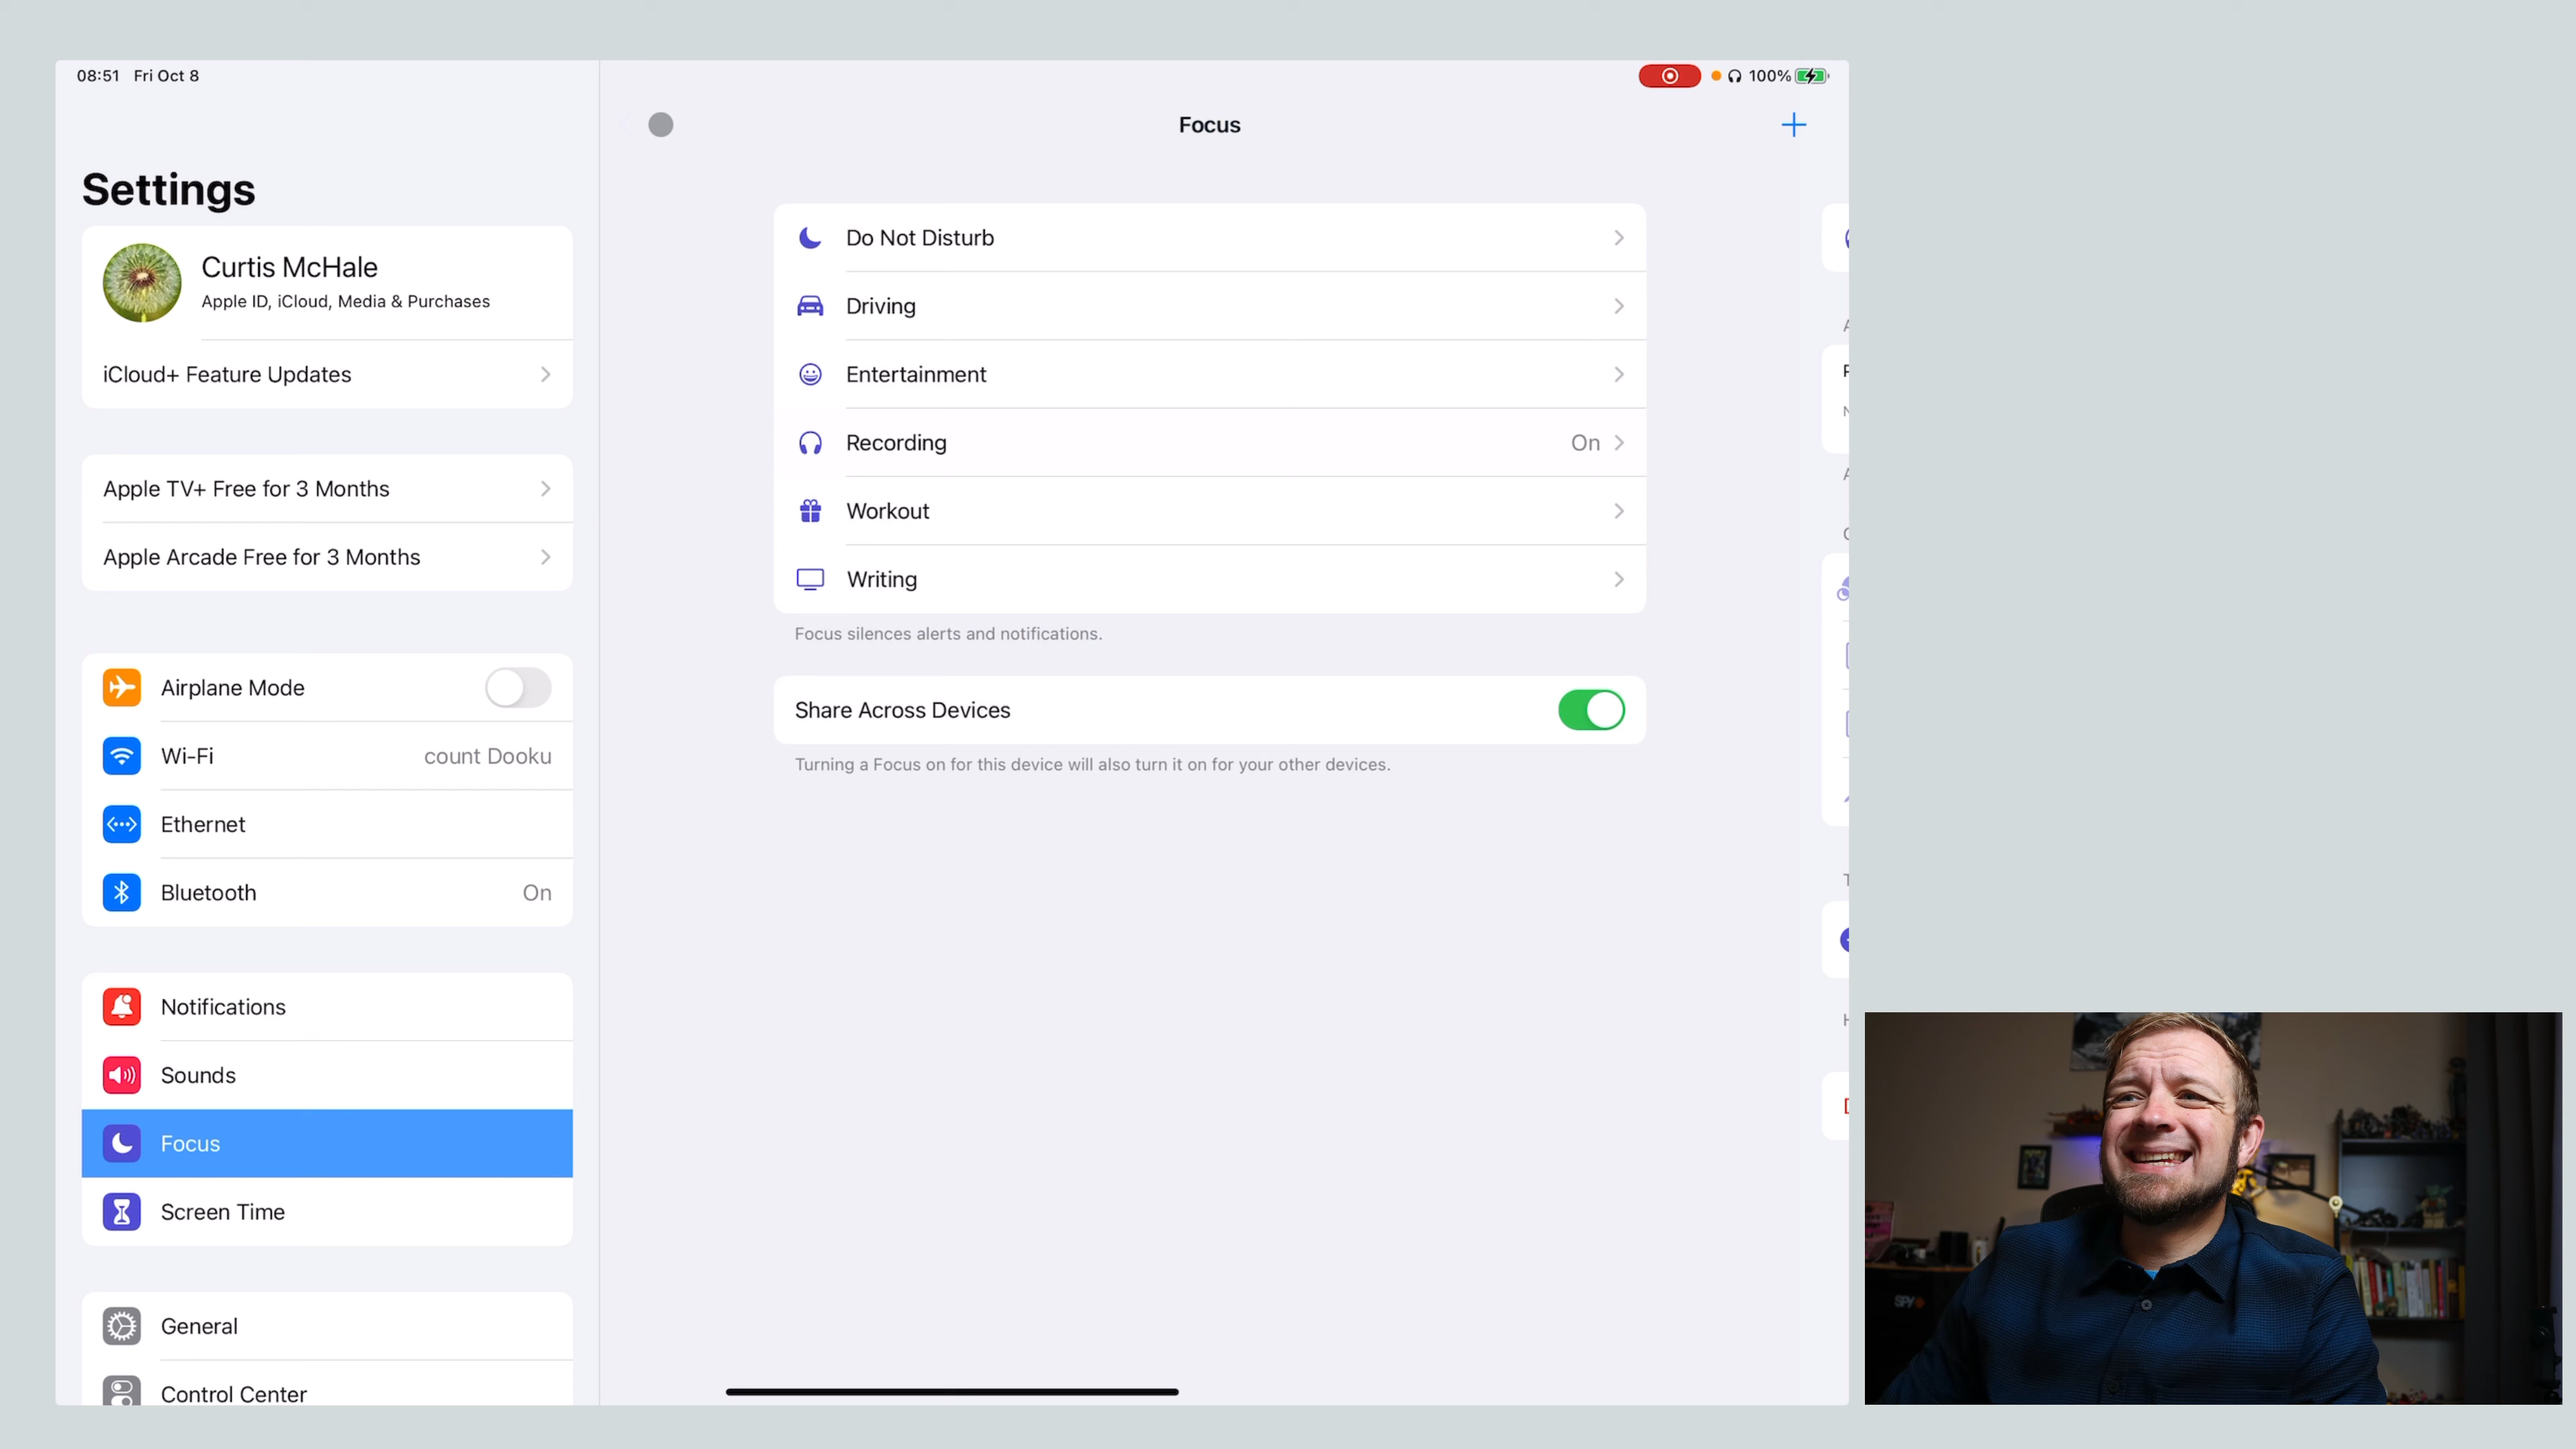 08:51 Fri Oct 8
100%
Settings
Curtis McHale
Apple ID, iCloud, Media & Purchases
iCloud+ Feature Updates
Apple TV+ Free for 3 Months
Apple Arcade Free for 3 Months
Airplane Mode
Wi-Fi count Dooku
Ethernet
Bluetooth On
Notifications
Sounds
Focus
Screen Time
General
Control Center
Focus
Do Not Disturb
Driving
Entertainment
Recording On
Workout
Writing
Focus silences alerts and notifications.
Share Across Devices
Turning a Focus on for this device will also turn it on for your other devices.
SPY